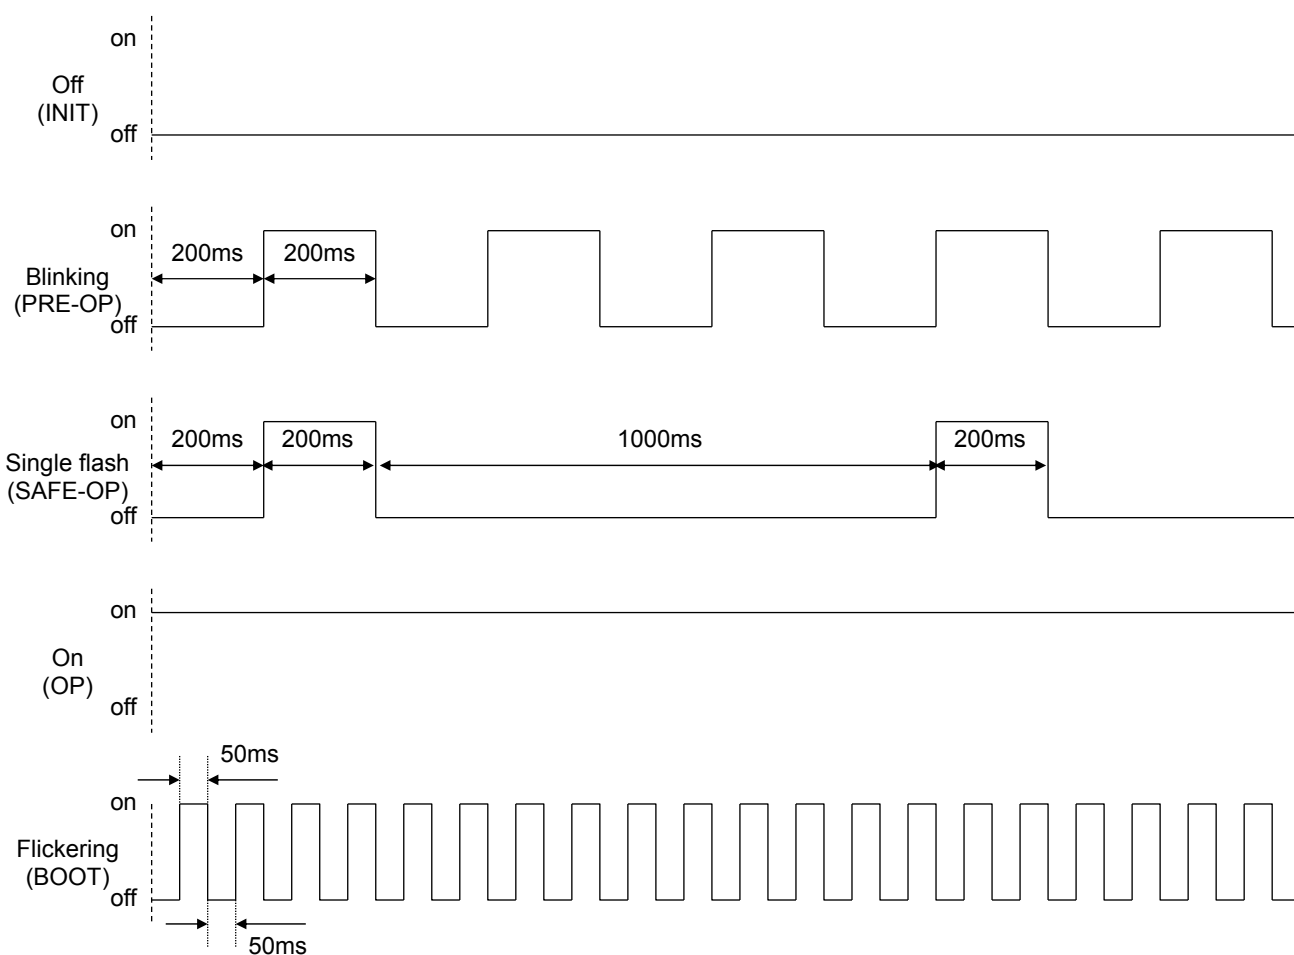 on
Off
(INIT)
off
on
200ms 200ms
Blinking
(PRE-OP)
off
on
200ms 200ms 1000ms 200ms
Single flash
(SAFE-OP)
off
on
On
(OP)
off
50ms
on
Flickering
(BOOT)
off
50ms